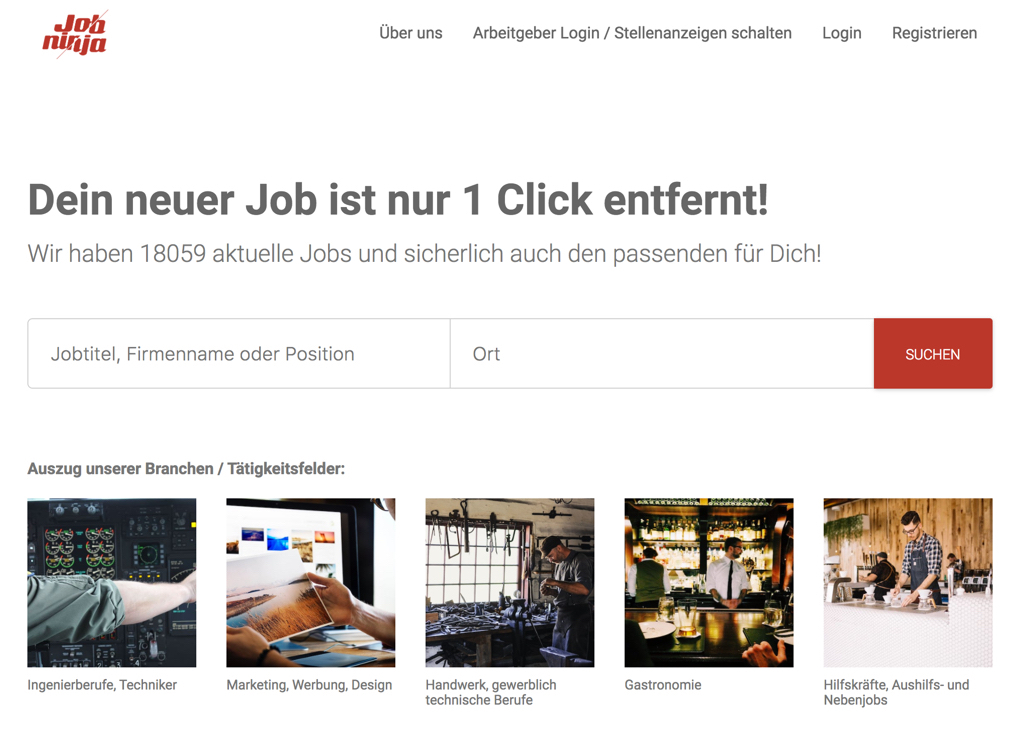 Job
ninja
Über uns
Arbeitgeber Login / Stellenanzeigen schalten
Login
Registrieren
Dein neuer Job ist nur 1 Click entfernt!
Wir haben 18059 aktuelle Jobs und sicherlich auch den passenden für Dich!
Jobtitel, Firmenname oder Position
Ort
SUCHEN
Auszug unserer Branchen / Tätigkeitsfelder:
Ingenierberufe, Techniker
Marketing, Werbung, Design
Handwerk, gewerblich
technische Berufe
Gastronomie
Hilfskräfte, Aushilfs- und
Nebenjobs